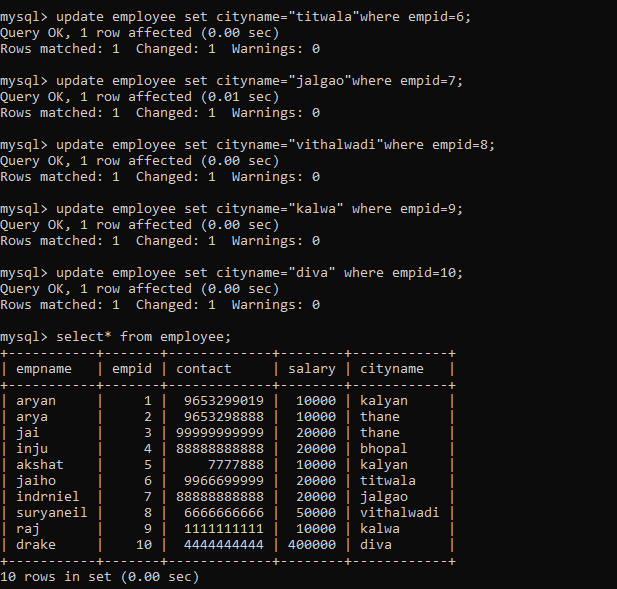 mysql> update employee set cityname="titwala"where empid=6;
Query OK, 1 row affected (0.00 sec)
Rows matched: 1  Changed: 1  Warnings: 0

mysql> update employee set cityname="jalgao"where empid=7;
Query OK, 1 row affected (0.01 sec)
Rows matched: 1  Changed: 1  Warnings: 0

mysql> update employee set cityname="vithalwadi"where empid=8;
Query OK, 1 row affected (0.00 sec)
Rows matched: 1  Changed: 1  Warnings: 0

mysql> update employee set cityname="kalwa" where empid=9;
Query OK, 1 row affected (0.00 sec)
Rows matched: 1  Changed: 1  Warnings: 0

mysql> update employee set cityname="diva" where empid=10;
Query OK, 1 row affected (0.00 sec)
Rows matched: 1  Changed: 1  Warnings: 0

mysql> select* from employee;
+-----------+-------+-------------+--------+------------+
| empname   | empid | contact     | salary | cityname   |
+-----------+-------+-------------+--------+------------+
| aryan     |     1 |  9653299019 |  10000 | kalyan     |
| arya      |     2 |  9653298888 |  10000 | thane      |
| jai       |     3 | 99999999999 |  20000 | thane      |
| inju      |     4 | 88888888888 |  20000 | bhopal     |
| akshat    |     5 |     7777888 |  10000 | kalyan     |
| jaiho     |     6 |  9966699999 |  20000 | titwala    |
| indrniel  |     7 | 88888888888 |  20000 | jalgao     |
| suryaneil |     8 |  6666666666 |  50000 | vithalwadi |
| raj       |     9 |  1111111111 |  10000 | kalwa      |
| drake     |    10 |  4444444444 | 400000 | diva       |
+-----------+-------+-------------+--------+------------+
10 rows in set (0.00 sec)